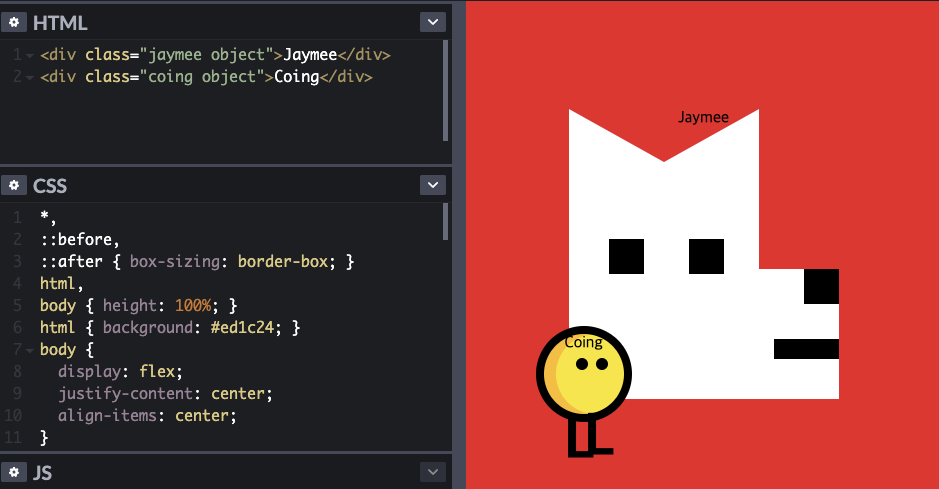 HTML
1 <div class="jaymee object">Jaymee</div>
2 <div class="coing object">Coing</div>
CSS
1 *,
2 ::before,
3 ::after { box-sizing: border-box; }
4 html,
5 body { height: 100%; }
6 html { background: #ed1c24; }
7 body {
8   display: flex;
9   justify-content: center;
10   align-items: center;
11 }
JS
Jaymee
Coing